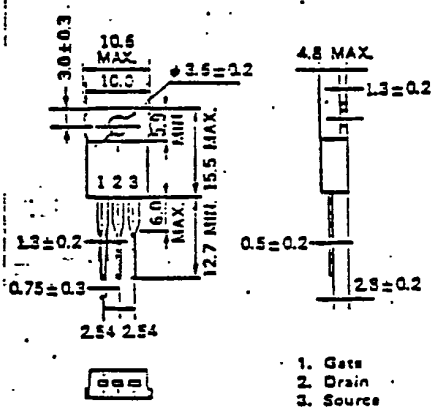 3.0±0.3
10.6
MAX.
10.0
ϕ 3.6±0.2
5.9
MIN
15.5 MAX.
1 2 3
6.0
MAX.
12.7 MIN.
1.3±0.2
0.75±0.3
2.54 2.54
4.8 MAX.
1.3±0.2
0.5±0.2
2.8±0.2
1. Gate
2. Drain
3. Source